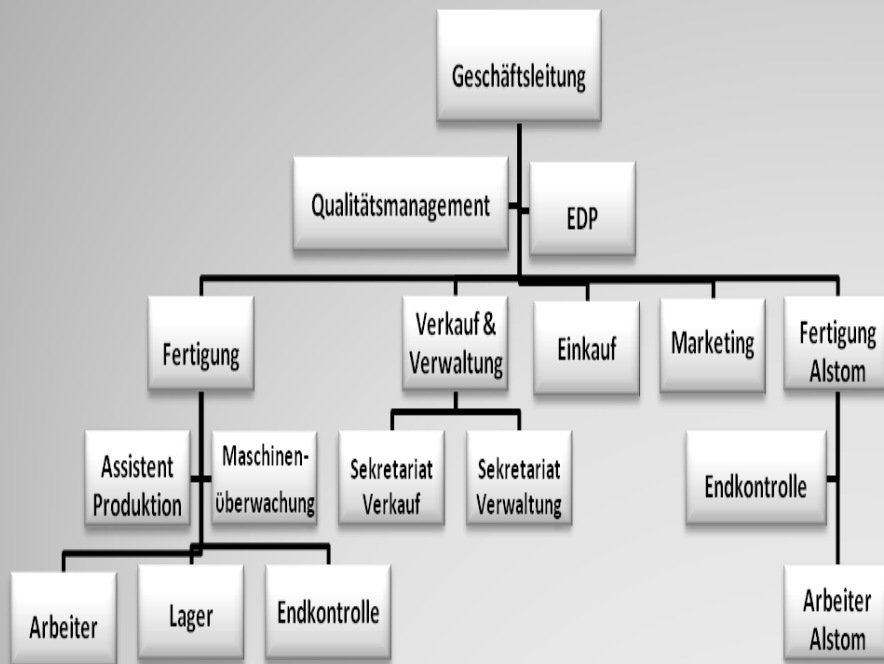 Geschäftsleitung
Qualitätsmanagement
EDP
Fertigung
Verkauf &
Verwaltung
Einkauf
Marketing
Fertigung
Alstom
Assistent
Produktion
Maschinen-
überwachung
Sekretariat
Verkauf
Sekretariat
Verwaltung
Endkontrolle
Arbeiter
Lager
Endkontrolle
Arbeiter
Alstom